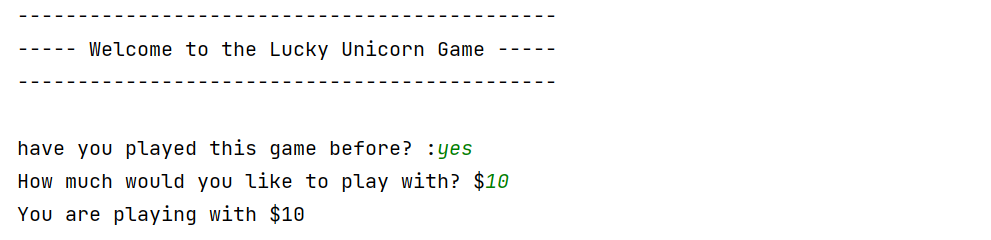 ---------------------------------------------
----- Welcome to the Lucky Unicorn Game -----
---------------------------------------------
have you played this game before? :yes
How much would you like to play with? $10
You are playing with $10